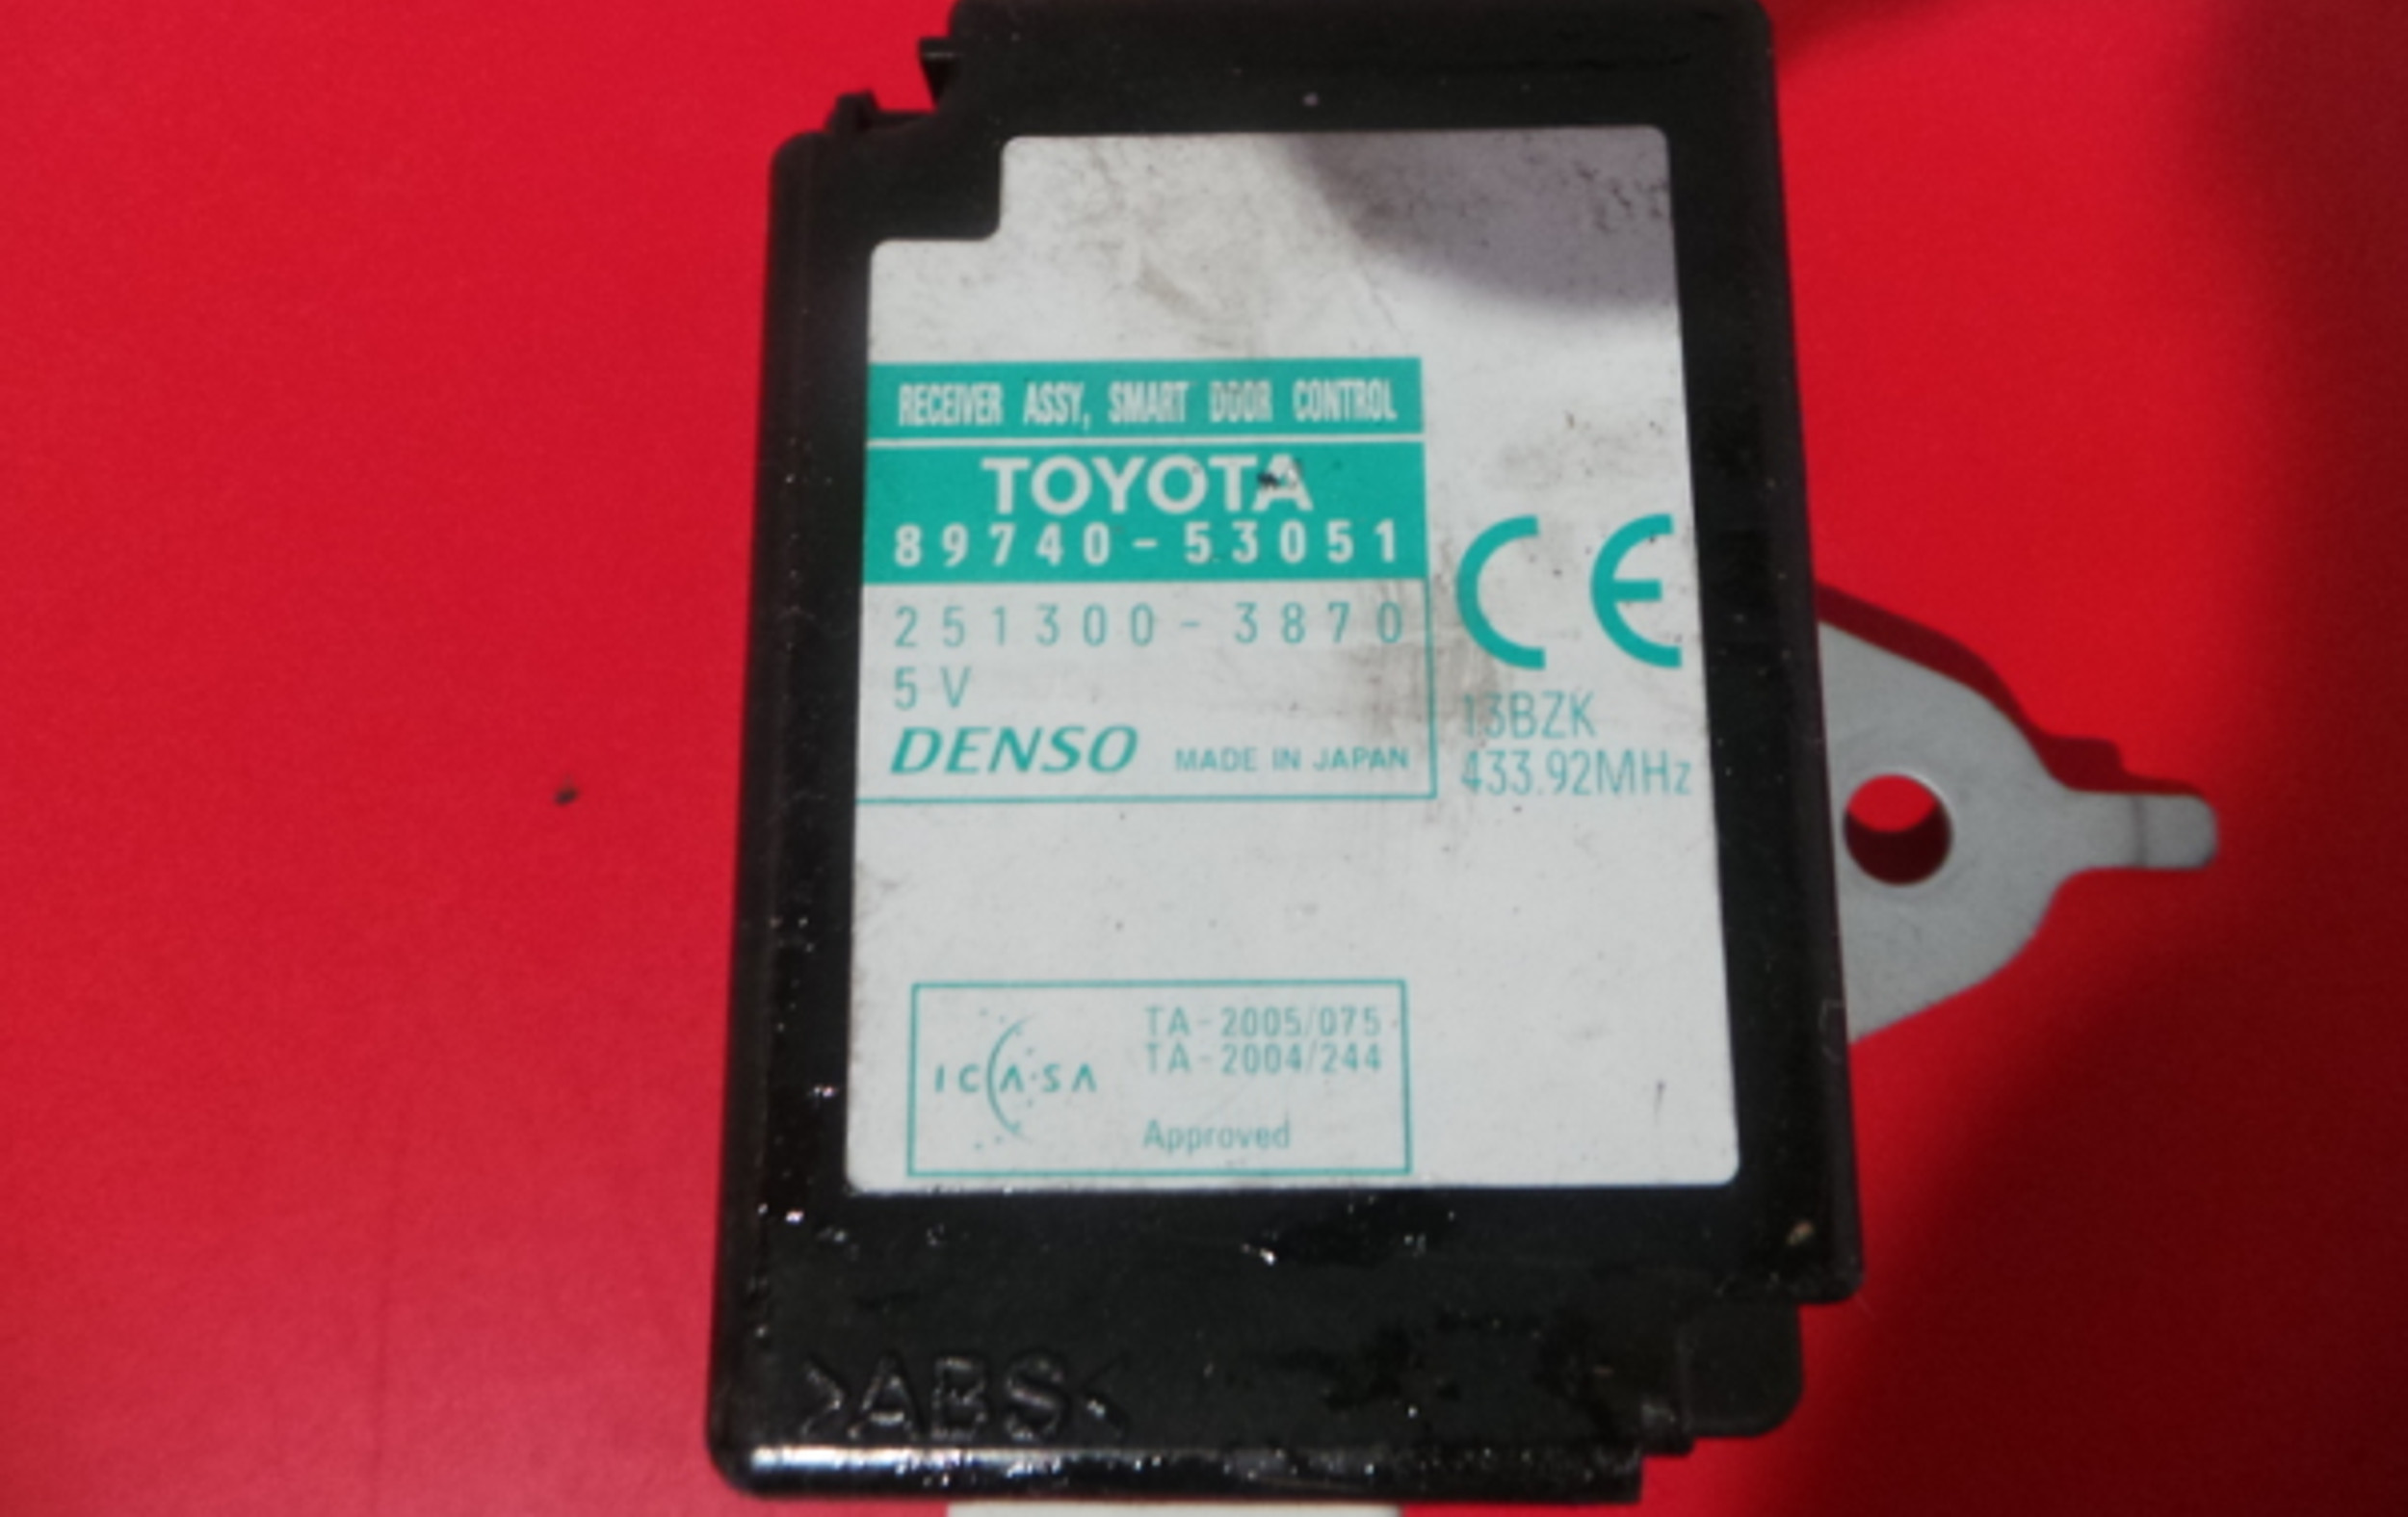 RECEIVER ASSY, SMART DOOR CONTROL
TOYOTA
89740-53051
251300-3870
5V
DENSO MADE IN JAPAN
CE
13BZK
433.92MHz
ICASA
TA-2005/075
TA-2004/244
Approved
>ABS<